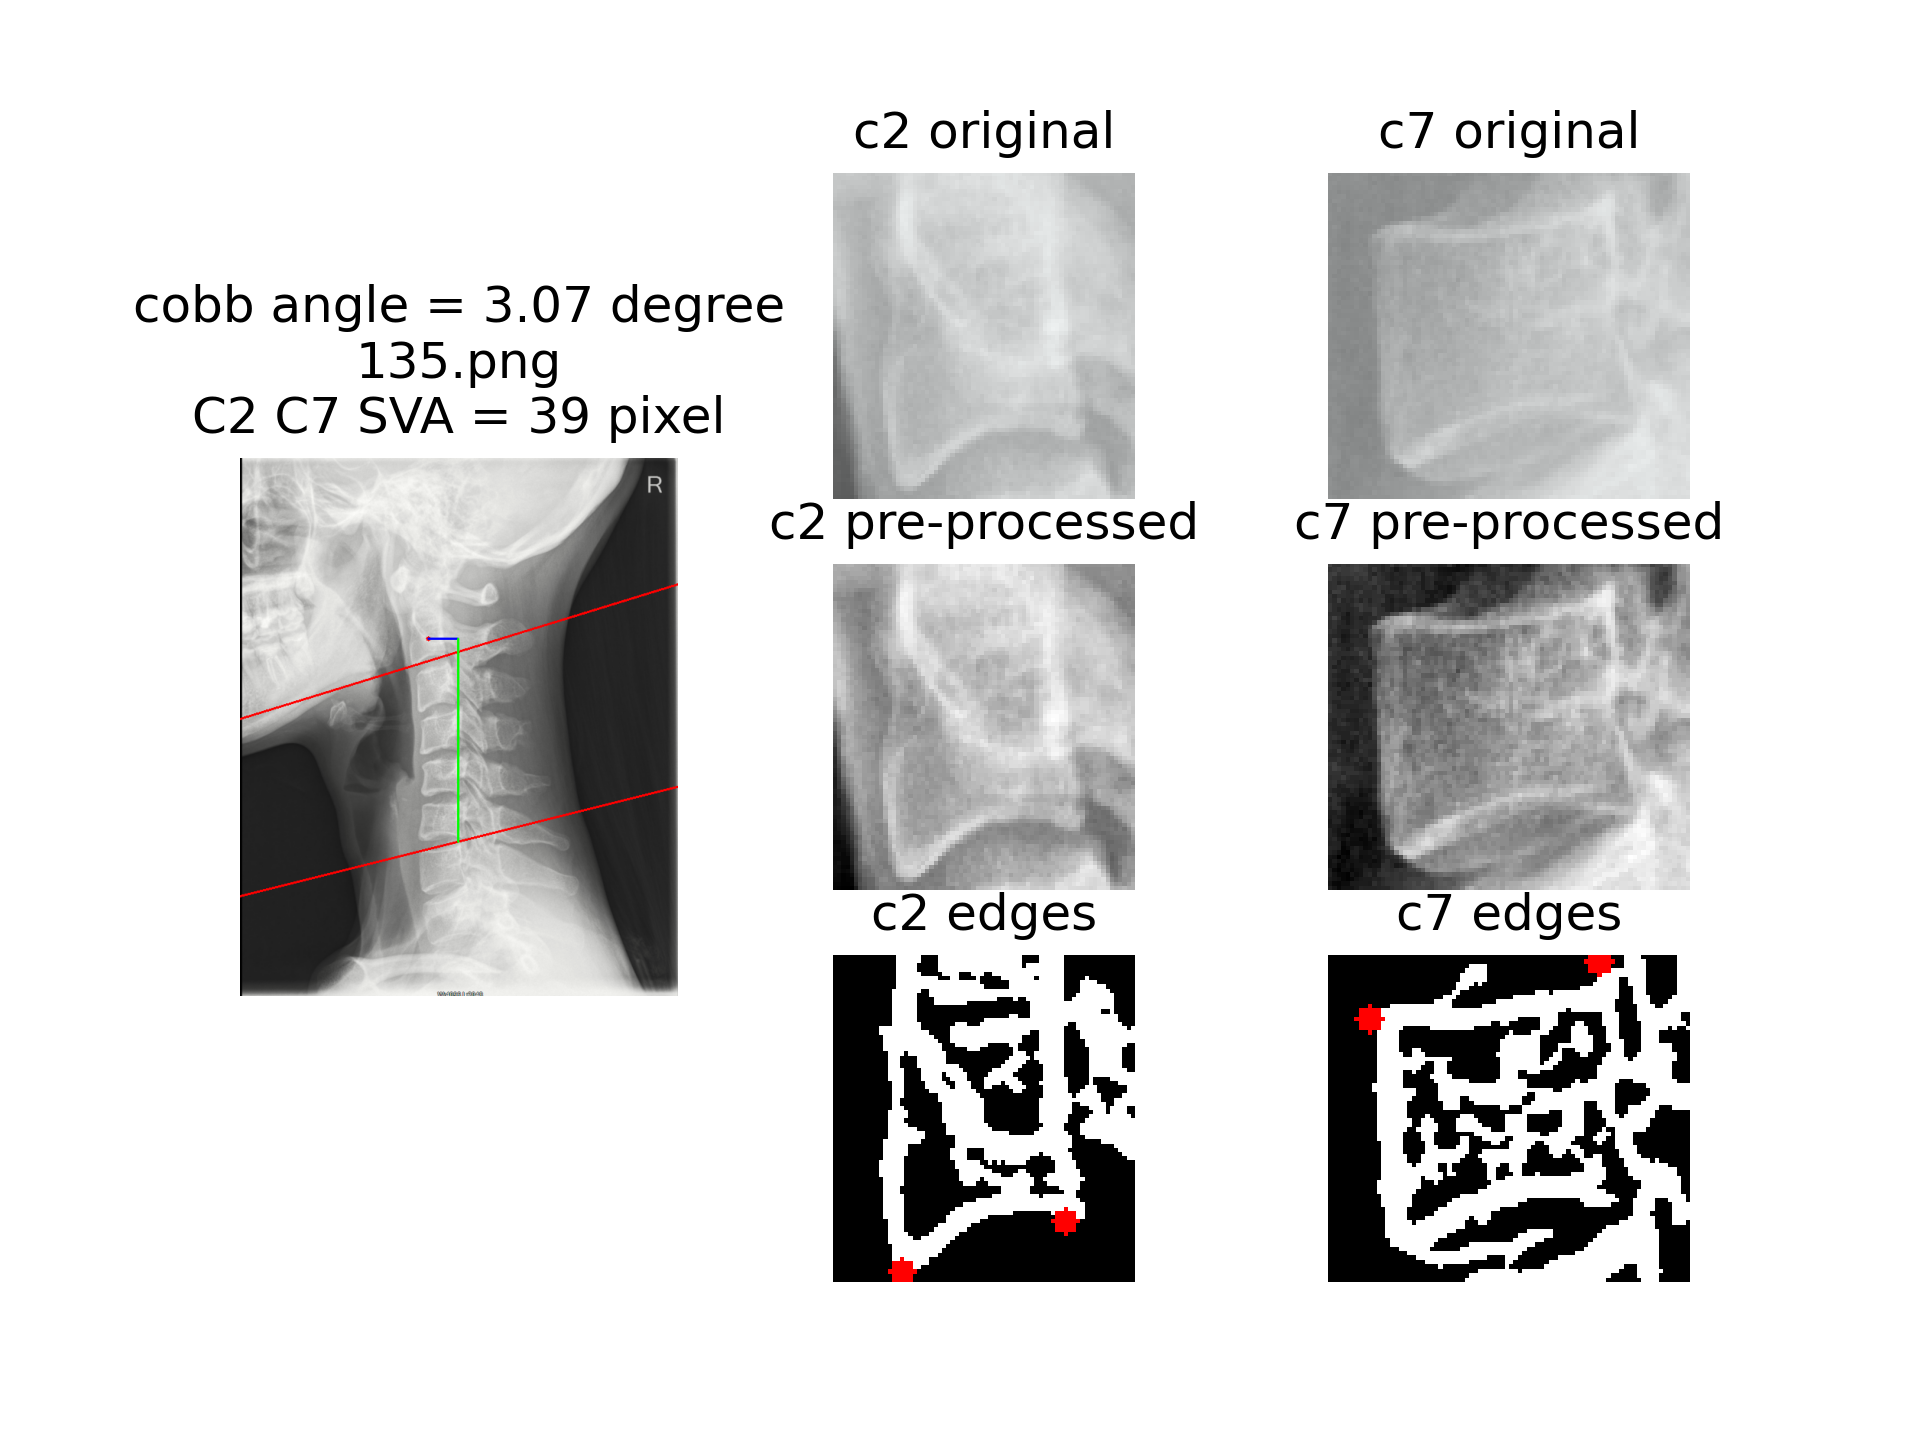 cobb angle = 3.07 degree
135.png
C2 C7 SVA = 39 pixel
R
c2 original
c7 original
c2 pre-processed
c7 pre-processed
c2 edges
c7 edges